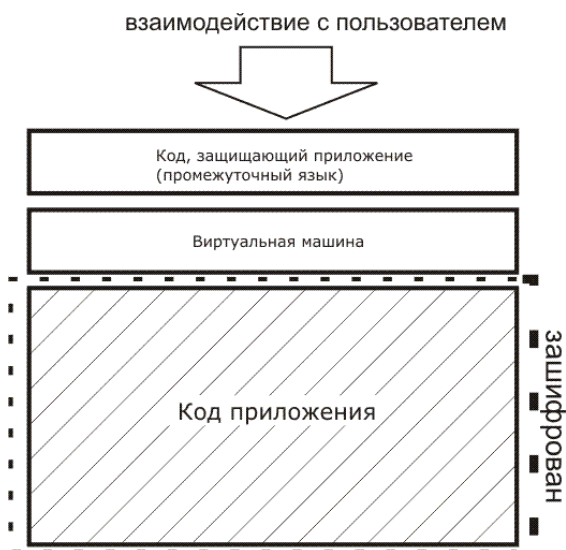 взаимодействие с пользователем
Код, защищающий приложение
(промежуточный язык)
Виртуальная машина
зашифрован
Код приложения